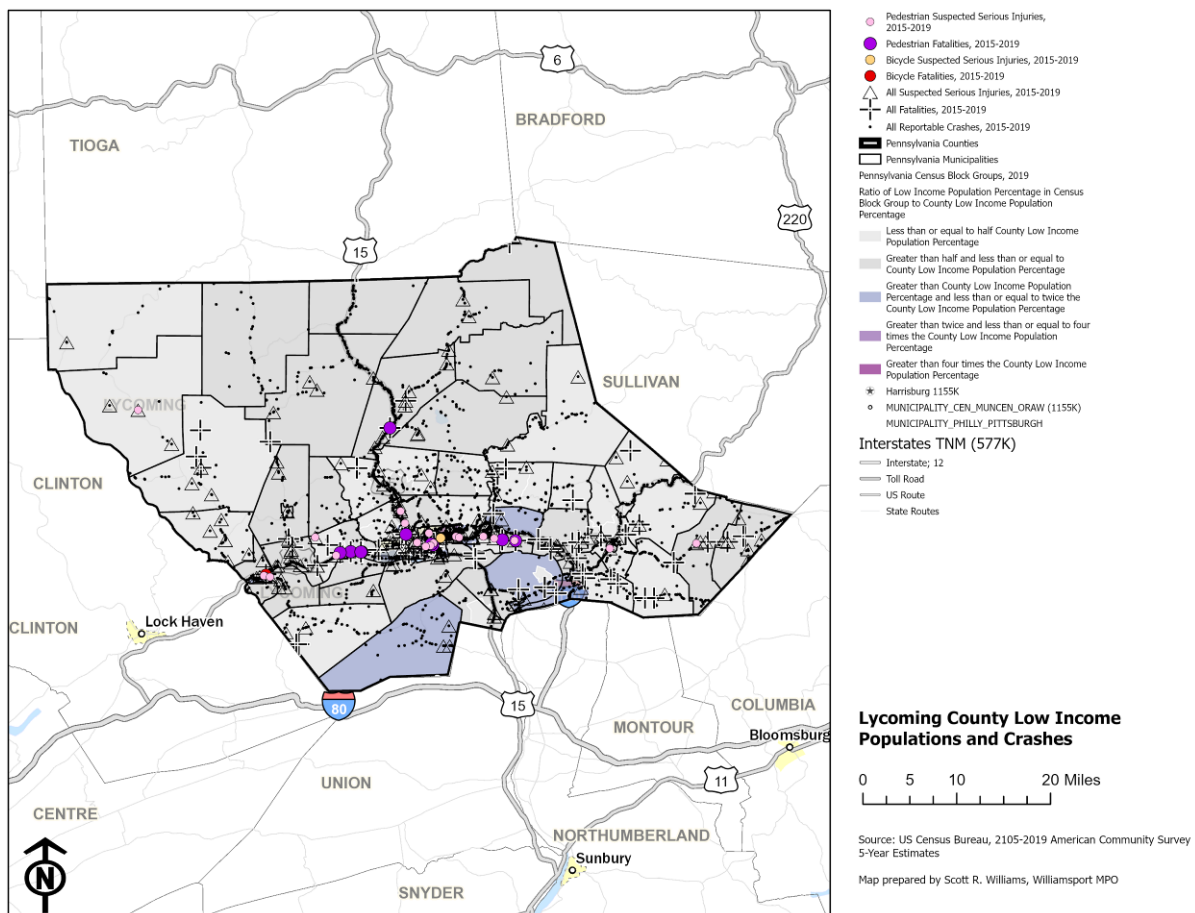 6
BRADFORD
TIOGA
220
15
SULLIVAN
LYCOMING
CLINTON
LYCOMING
Lock Haven
CLINTON
80
15
COLUMBIA
MONTOUR
Bloomsburg
UNION
11
CENTRE
NORTHUMBERLAND
Sunbury
N
SNYDER
Pedestrian Suspected Serious Injuries,
2015-2019
Pedestrian Fatalities, 2015-2019
Bicycle Suspected Serious Injuries, 2015-2019
Bicycle Fatalities, 2015-2019
All Suspected Serious Injuries, 2015-2019
All Fatalities, 2015-2019
All Reportable Crashes, 2015-2019
Pennsylvania Counties
Pennsylvania Municipalities
Pennsylvania Census Block Groups, 2019
Ratio of Low Income Population Percentage in Census
Block Group to County Low Income Population
Percentage
Less than or equal to half County Low Income
Population Percentage
Greater than half and less than or equal to
County Low Income Population Percentage
Greater than County Low Income Population
Percentage and less than or equal to twice the
County Low Income Population Percentage
Greater than twice and less than or equal to four
times the County Low Income Population
Percentage
Greater than four times the County Low Income
Population Percentage
Harrisburg 1155K
MUNICIPALITY_CEN_MUNCEN_ORAW (1155K)
MUNICIPALITY_PHILLY_PITTSBURGH
Interstates TNM (577K)
Interstate; 12
Toll Road
US Route
State Routes
Lycoming County Low Income
Populations and Crashes
0 5 10 20 Miles
Source: US Census Bureau, 2105-2019 American Community Survey
5-Year Estimates
Map prepared by Scott R. Williams, Williamsport MPO